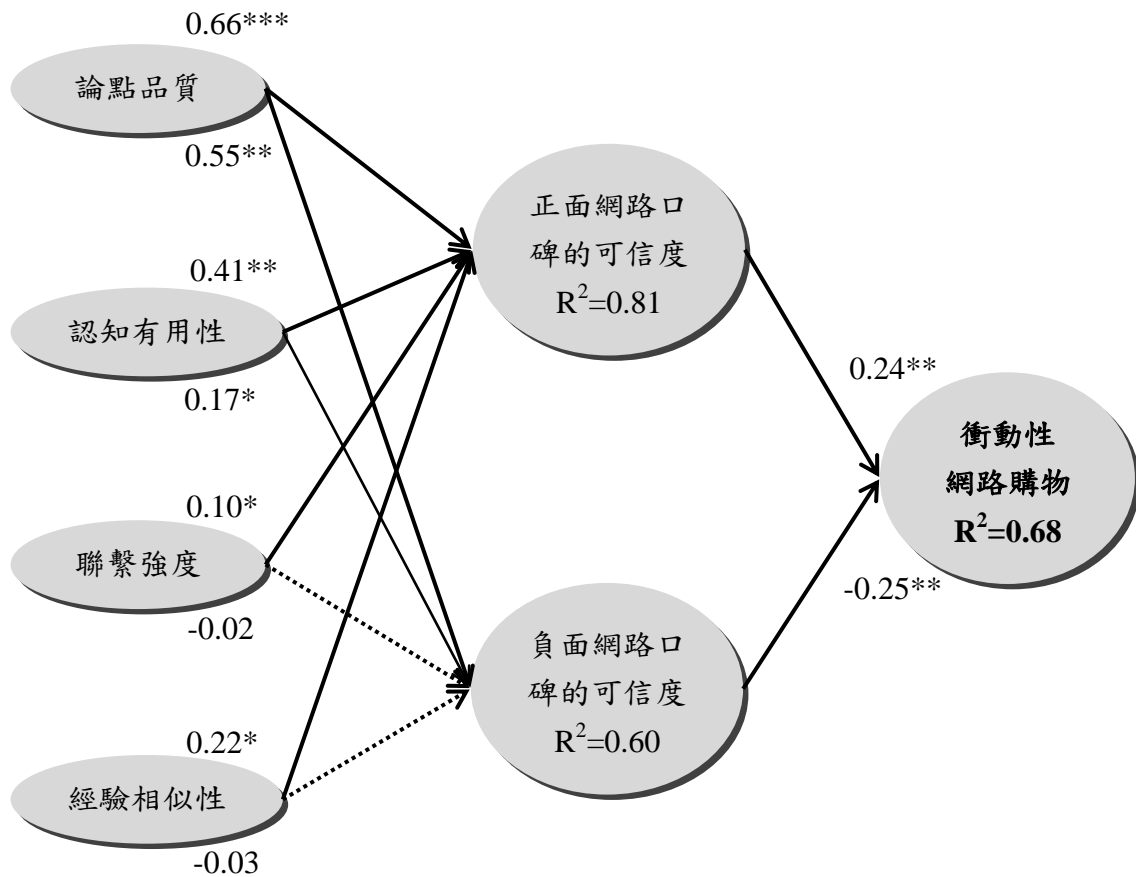 0.66***
論點品質
0.55**
0.41**
認知有用性
0.17*
0.10*
聯繫強度
-0.02
0.22*
經驗相似性
-0.03
正面網路口
碑的可信度
R²=0.81
負面網路口
碑的可信度
R²=0.60
0.24**
-0.25**
衝動性
網路購物
R²=0.68